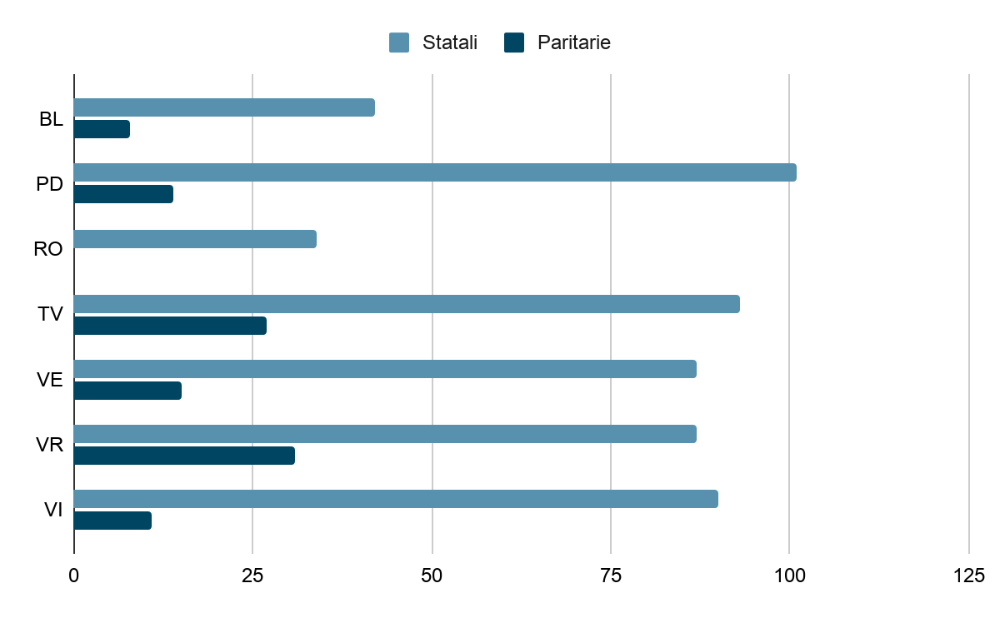 Statali Paritarie
BL
PD
RO
TV
VE
VR
VI
0 25 50 75 100 125